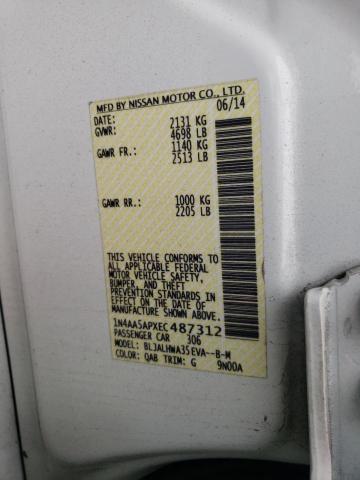 MFD BY NISSAN MOTOR CO., LTD.
06/14
DATE: 2131 KG
GVWR: 4698 LB
GAWR FR.: 1140 KG
2513 LB
GAWR RR.: 1000 KG
2205 LB
THIS VEHICLE CONFORMS TO
ALL APPLICABLE FEDERAL
MOTOR VEHICLE SAFETY,
BUMPER, AND THEFT
PREVENTION STANDARDS IN
EFFECT ON THE DATE OF
MANUFACTURE SHOWN ABOVE.
1N4AA5APXEC487312
PASSENGER CAR 306
MODEL: BLJALHWA35EVA--B-M
COLOR: QAB TRIM: G 9N00A